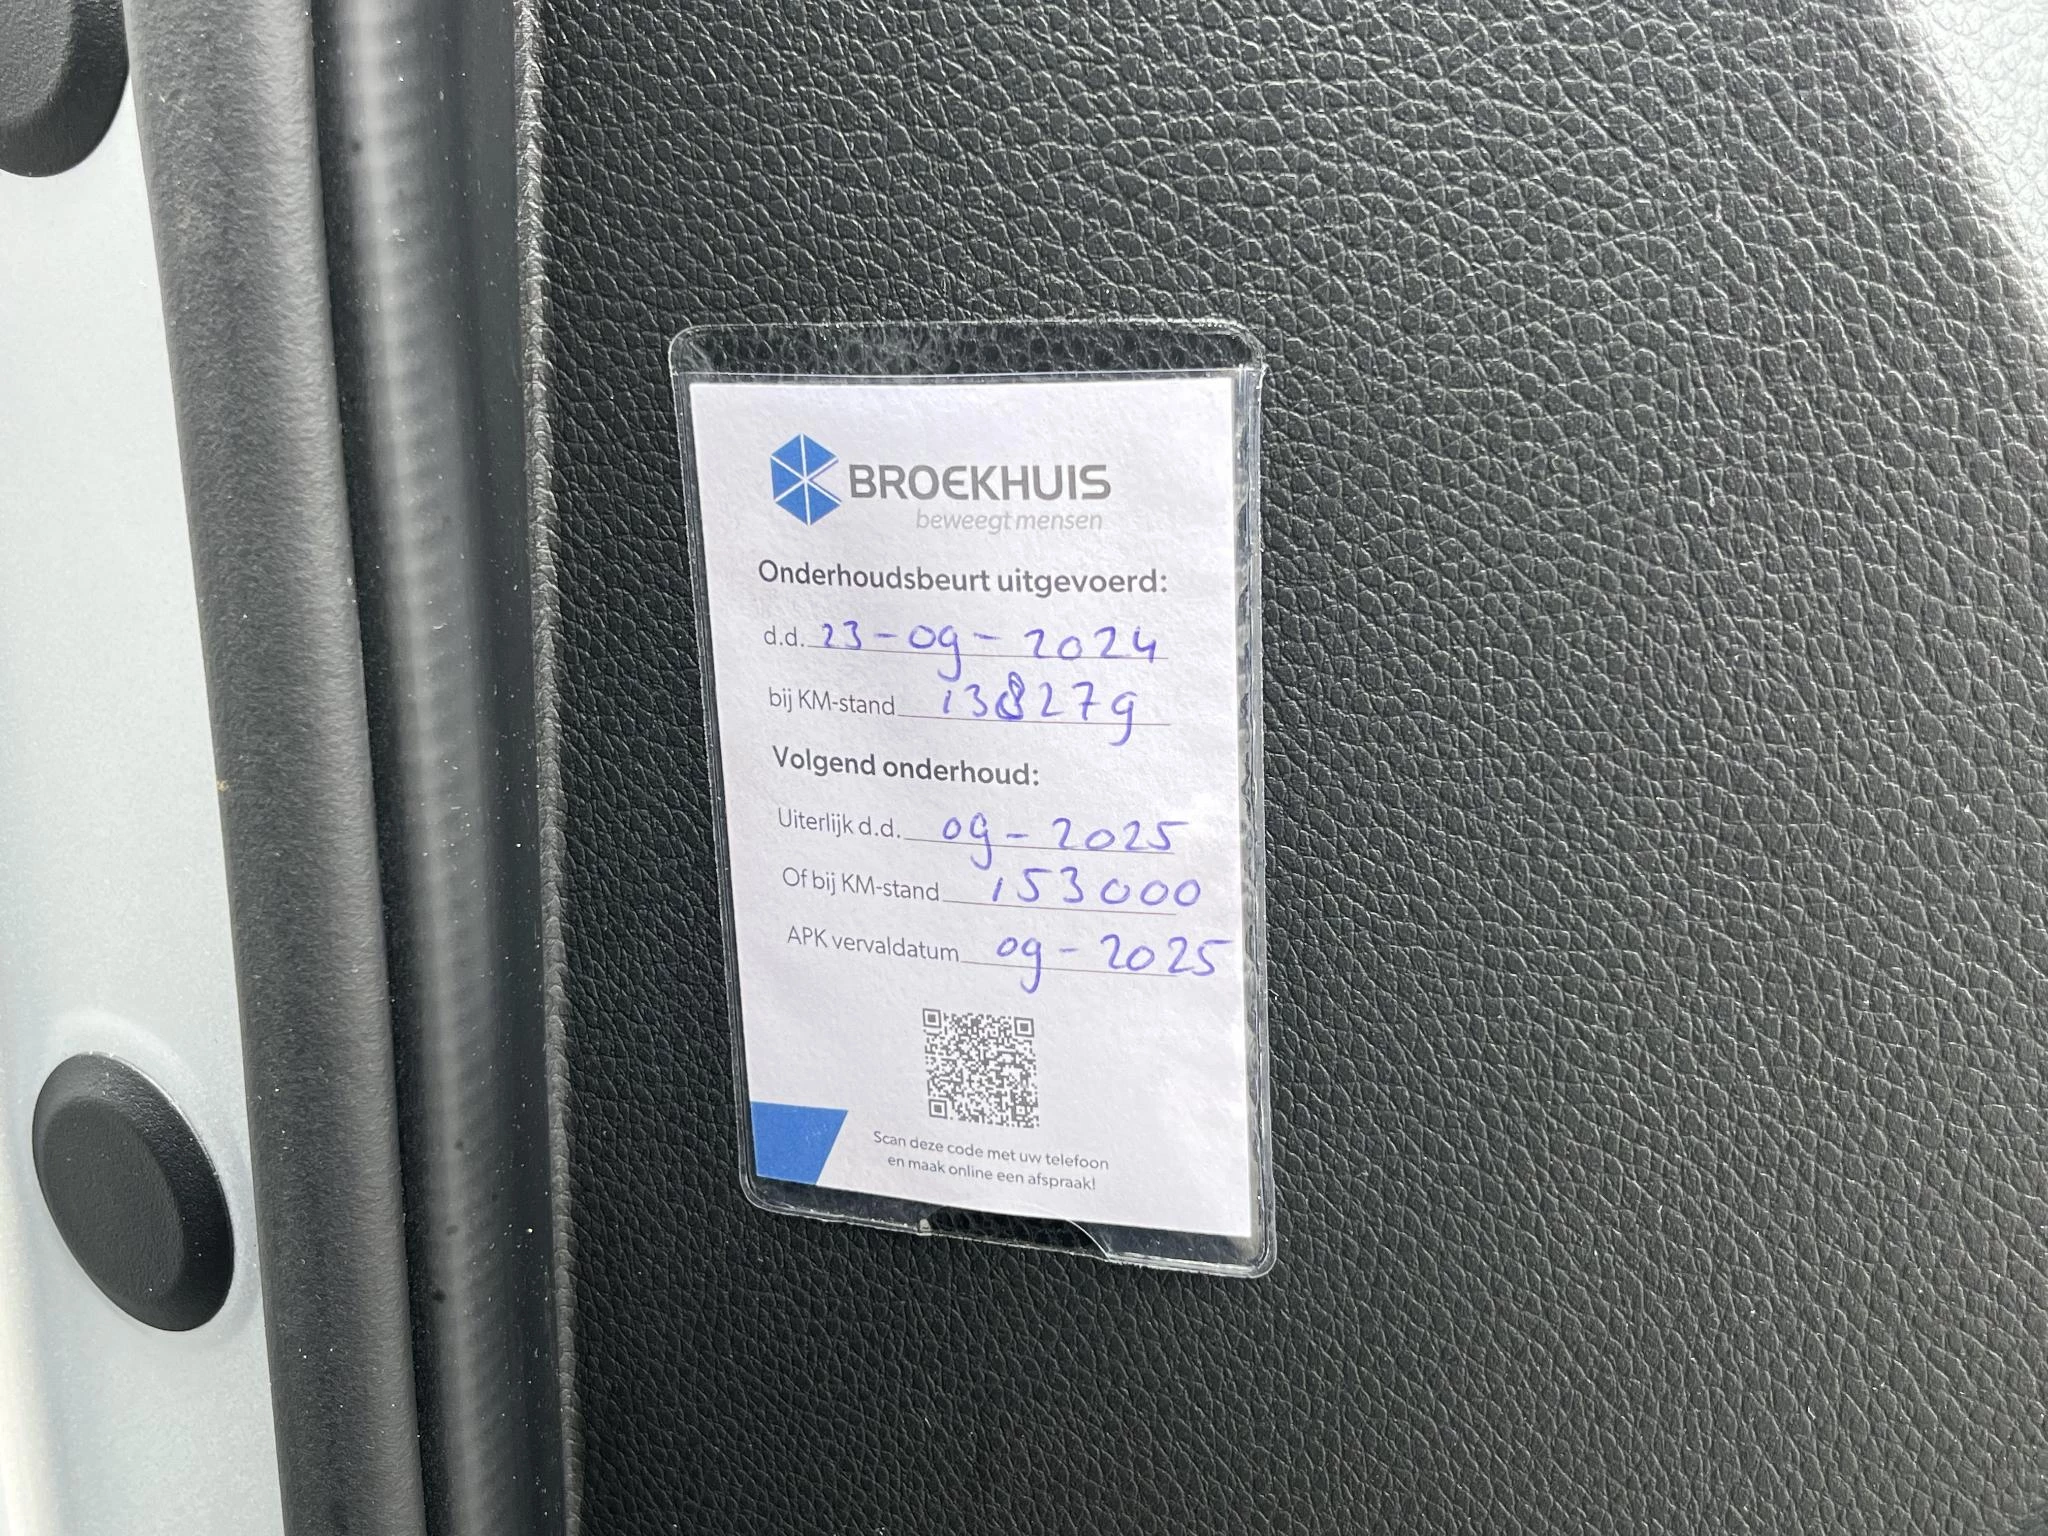 BROEKHUIS
beweegt mensen
Onderhoudsbeurt uitgevoerd:
d.d. 23-09-2024
bij KM-stand 138279
Volgend onderhoud:
Uiterlijk d.d. 09-2025
Of bij KM-stand 153000
APK vervaldatum 09-2025
Scan deze code met uw telefoon
en maak online een afspraak!